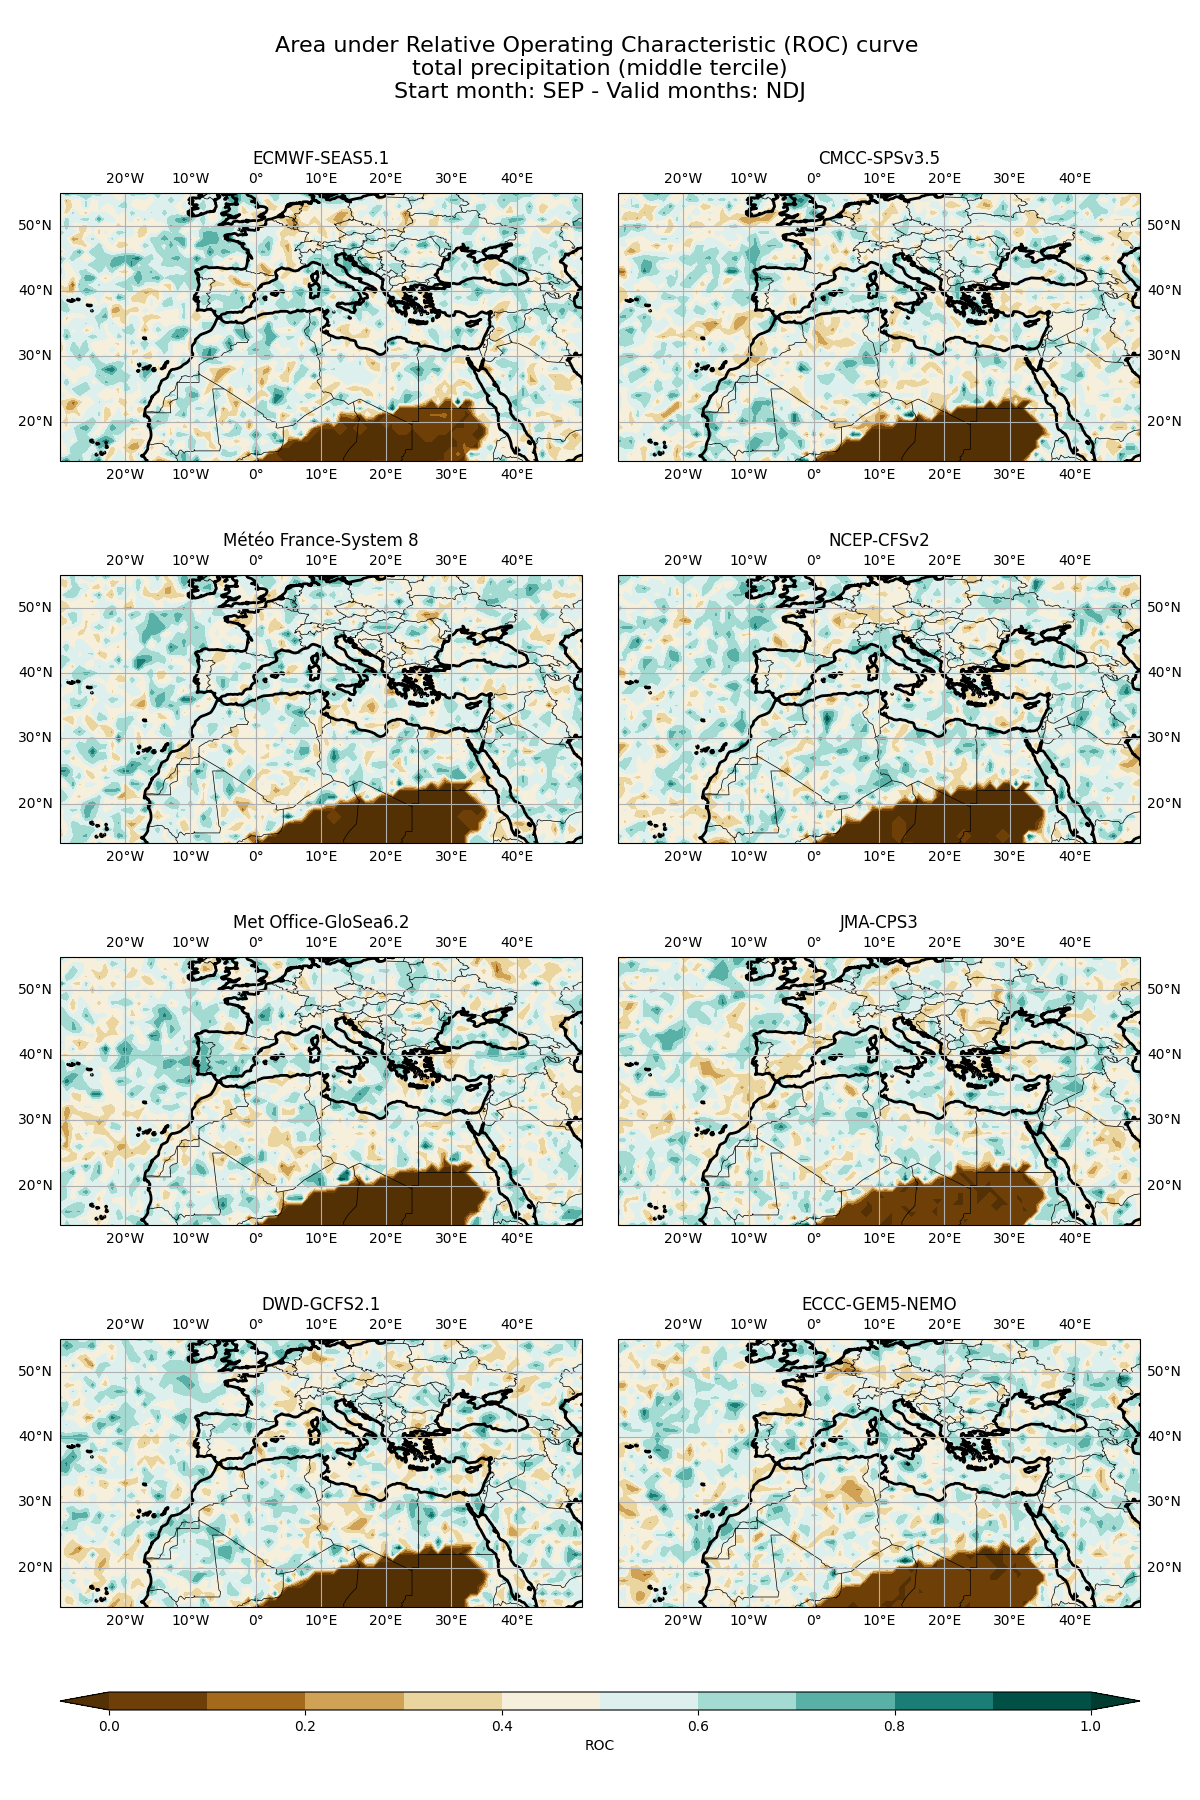 Area under Relative Operating Characteristic (ROC) curve
total precipitation (middle tercile)
Start month: SEP - Valid months: NDJ
ECMWF-SEAS5.1
CMCC-SPSv3.5
20°W 10°W 0° 10°E 20°E 30°E 40°E
20°W 10°W 0° 10°E 20°E 30°E 40°E
50°N
40°N
30°N
20°N
50°N
40°N
30°N
20°N
20°W 10°W 0° 10°E 20°E 30°E 40°E
20°W 10°W 0° 10°E 20°E 30°E 40°E
Météo France-System 8
NCEP-CFSv2
20°W 10°W 0° 10°E 20°E 30°E 40°E
20°W 10°W 0° 10°E 20°E 30°E 40°E
50°N
40°N
30°N
20°N
50°N
40°N
30°N
20°N
20°W 10°W 0° 10°E 20°E 30°E 40°E
20°W 10°W 0° 10°E 20°E 30°E 40°E
Met Office-GloSea6.2
JMA-CPS3
20°W 10°W 0° 10°E 20°E 30°E 40°E
20°W 10°W 0° 10°E 20°E 30°E 40°E
50°N
40°N
30°N
20°N
50°N
40°N
30°N
20°N
20°W 10°W 0° 10°E 20°E 30°E 40°E
20°W 10°W 0° 10°E 20°E 30°E 40°E
DWD-GCFS2.1
ECCC-GEM5-NEMO
20°W 10°W 0° 10°E 20°E 30°E 40°E
20°W 10°W 0° 10°E 20°E 30°E 40°E
50°N
40°N
30°N
20°N
50°N
40°N
30°N
20°N
20°W 10°W 0° 10°E 20°E 30°E 40°E
20°W 10°W 0° 10°E 20°E 30°E 40°E
0.0 0.2 0.4 0.6 0.8 1.0
ROC